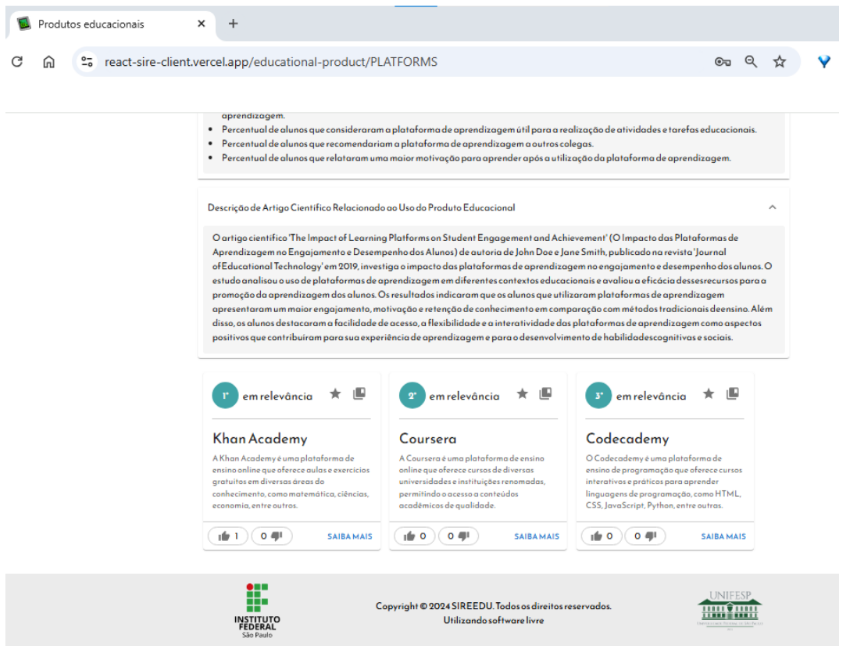 Produtos educacionais
react-sire-client.vercel.app/educational-product/PLATFORMS
aprendizagem.
Percentual de alunos que consideraram a plataforma de aprendizagem útil para a realização de atividades e tarefas educacionais.
Percentual de alunos que recomendariam a plataforma de aprendizagem a outros colegas.
Percentual de alunos que relataram uma maior motivação para aprender após a utilização da plataforma de aprendizagem.
Descrição de Artigo Científico Relacionado ao Uso do Produto Educacional
O artigo científico 'The Impact of Learning Platforms on Student Engagement and Achievement' (O Impacto das Plataformas de
Aprendizagem no Engajamento e Desempenho dos Alunos) de autoria de John Doe e Jane Smith, publicado na revista 'Journal
of Educational Technology' em 2019, investiga o impacto das plataformas de aprendizagem no engajamento e desempenho dos alunos. O
estudo analisou o uso de plataformas de aprendizagem em diferentes contextos educacionais e avaliou a eficácia dessesrecursos para a
promoção da aprendizagem dos alunos. Os resultados indicaram que os alunos que utilizaram plataformas de aprendizagem
apresentaram um maior engajamento, motivação e retenção de conhecimento em comparação com métodos tradicionais deensino. Além
disso, os alunos destacaram a facilidade de acesso, a flexibilidade e a interatividade das plataformas de aprendizagem como aspectos
positivos que contribuíram para sua experiência de aprendizagem e para o desenvolvimento de habilidadescognitivas e sociais.
1° em relevância
Khan Academy
A Khan Academy é uma plataforma de
ensino online que oferece aulas e exercícios
gratuitos em diversas áreas do
conhecimento, como matemática, ciências,
economia, entre outros.
1 0 SAIBA MAIS
2° em relevância
Coursera
A Coursera é uma plataforma de ensino
online que oferece cursos de diversas
universidades e instituições renomadas,
permitindo o acesso a conteúdos
acadêmicos de qualidade.
0 0 SAIBA MAIS
3° em relevância
Codecademy
O Codecademy é uma plataforma de
ensino de programação que oferece cursos
interativos e práticos para aprender
linguagens de programação, como HTML,
CSS, JavaScript, Python, entre outras.
0 0 SAIBA MAIS
INSTITUTO
FEDERAL
São Paulo
Copyright © 2024 SIREEDU. Todos os direitos reservados.
Utilizando software livre
UNIFESP